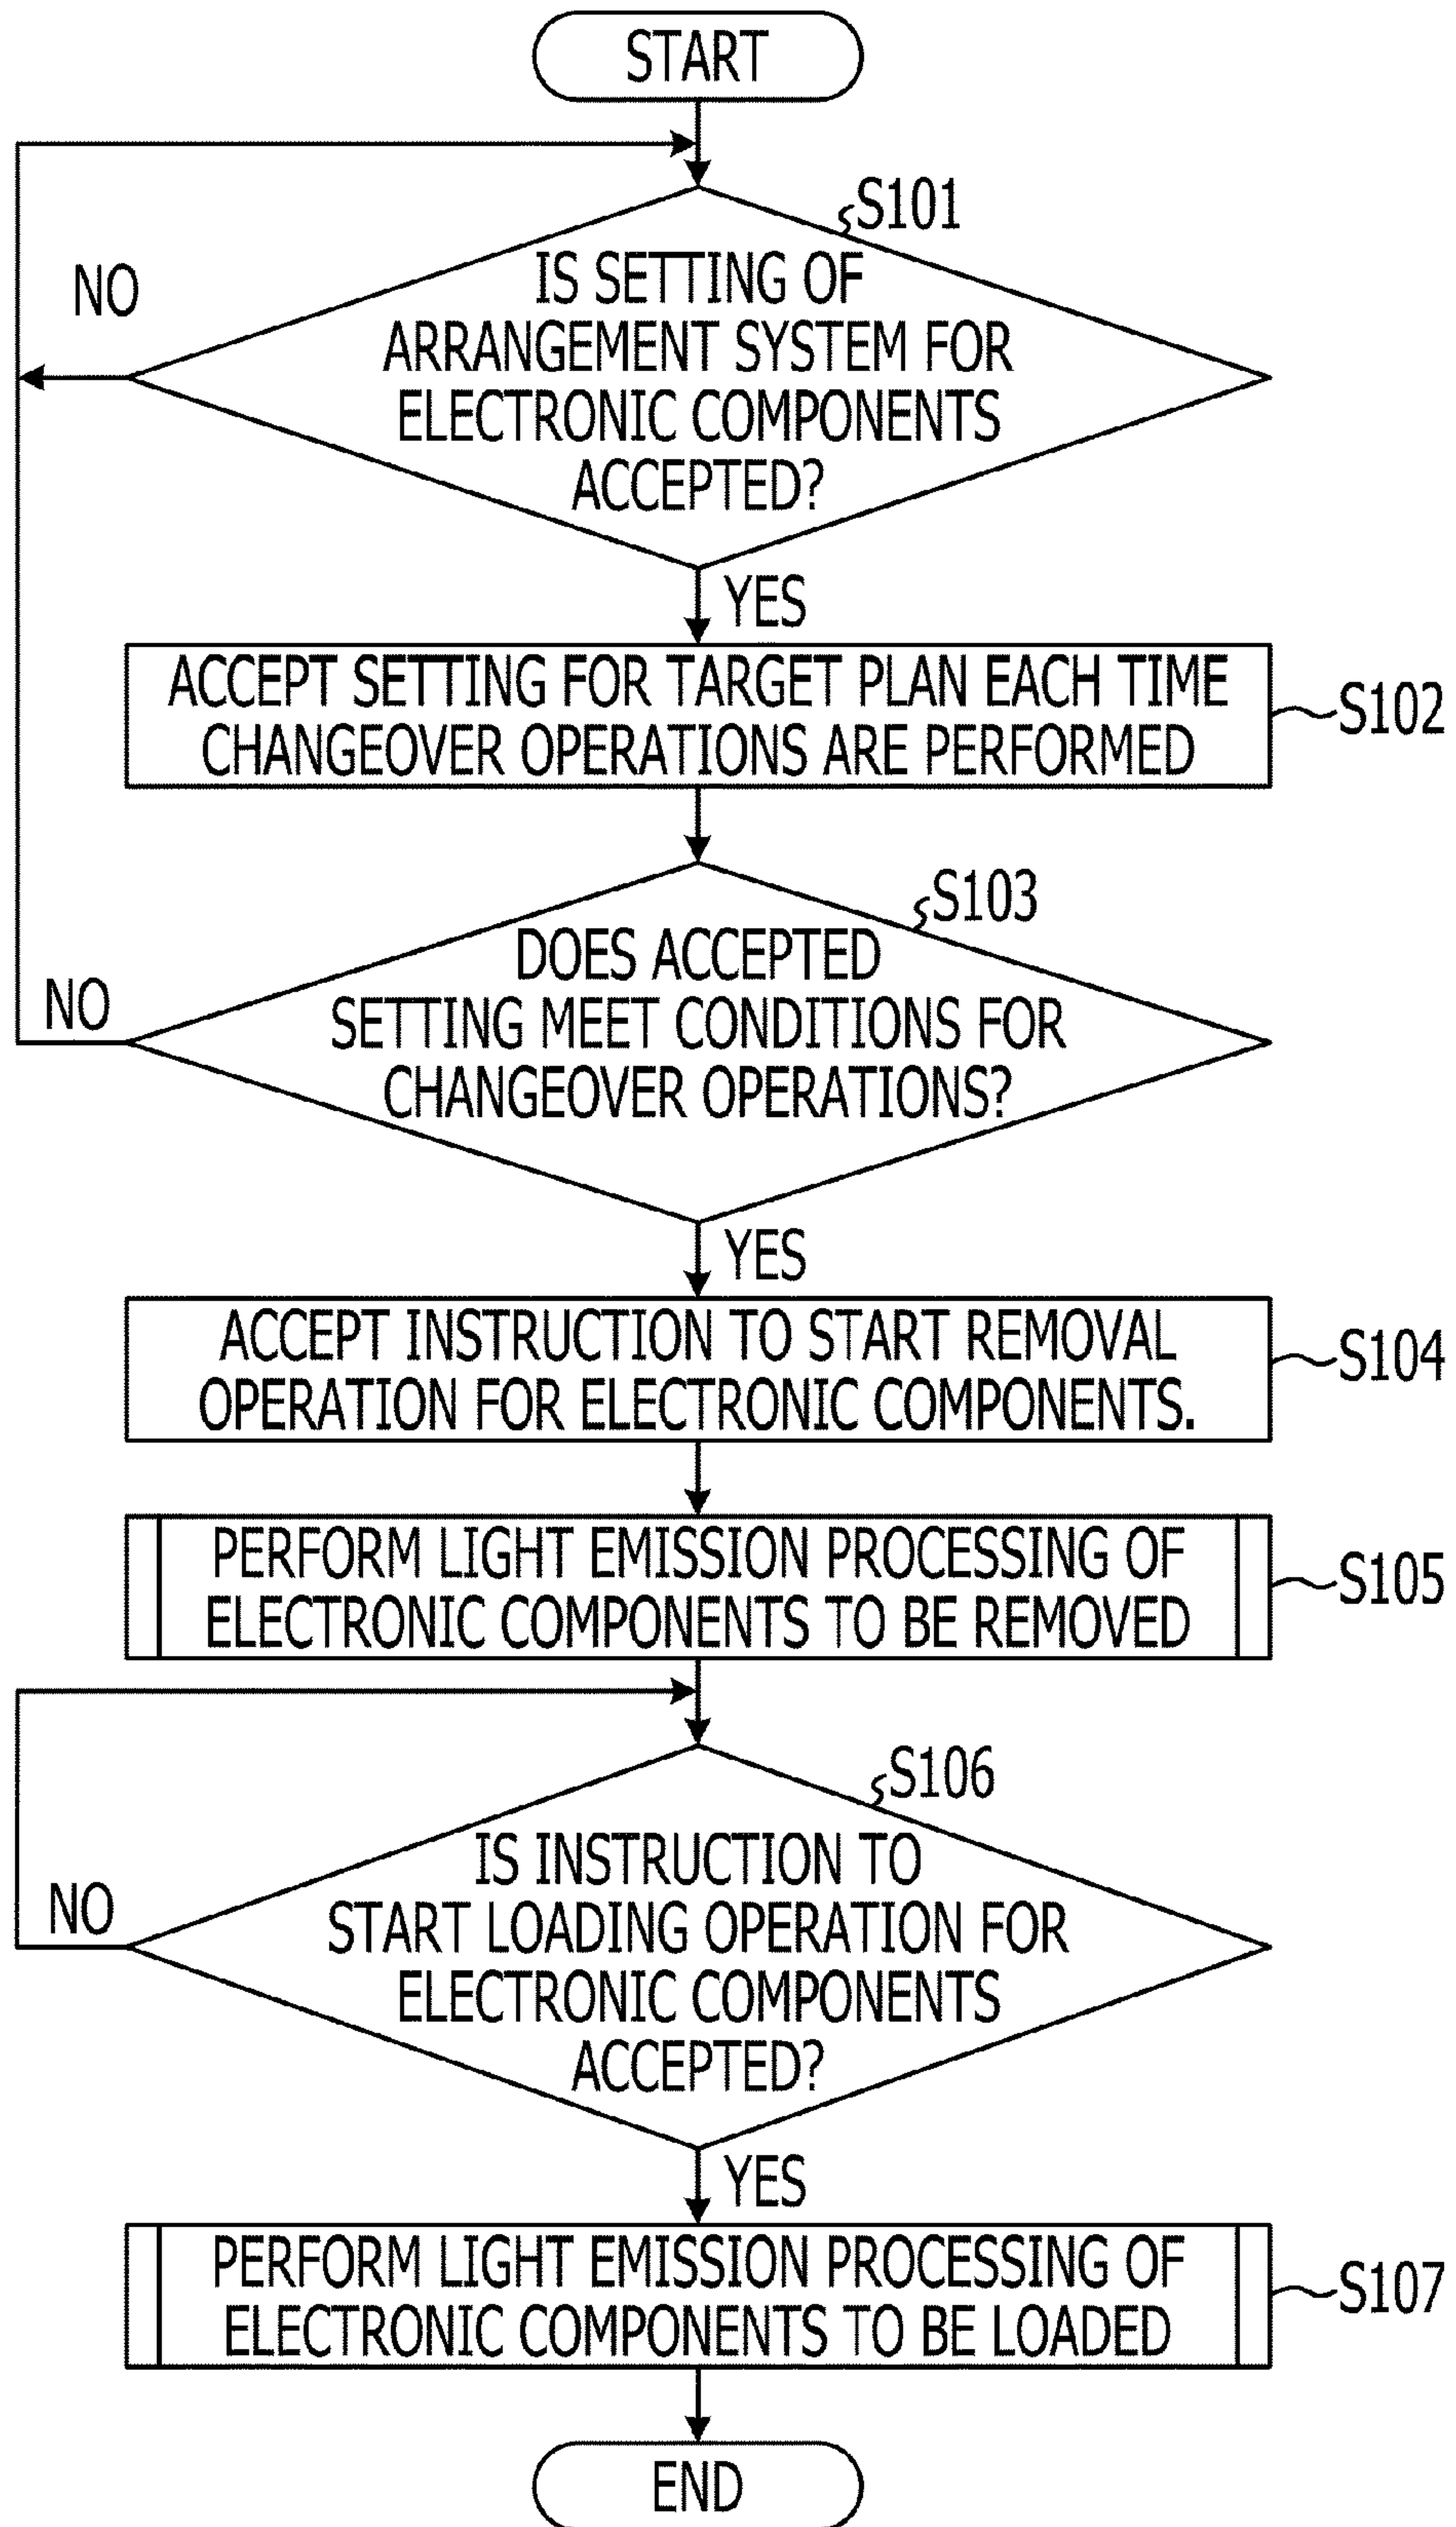 START
S101
NO
IS SETTING OF
ARRANGEMENT SYSTEM FOR
ELECTRONIC COMPONENTS
ACCEPTED?
YES
ACCEPT SETTING FOR TARGET PLAN EACH TIME
CHANGEOVER OPERATIONS ARE PERFORMED
S102
S103
NO
DOES ACCEPTED
SETTING MEET CONDITIONS FOR
CHANGEOVER OPERATIONS?
YES
ACCEPT INSTRUCTION TO START REMOVAL
OPERATION FOR ELECTRONIC COMPONENTS.
S104
PERFORM LIGHT EMISSION PROCESSING OF
ELECTRONIC COMPONENTS TO BE REMOVED
S105
S106
NO
IS INSTRUCTION TO
START LOADING OPERATION FOR
ELECTRONIC COMPONENTS
ACCEPTED?
YES
PERFORM LIGHT EMISSION PROCESSING OF
ELECTRONIC COMPONENTS TO BE LOADED
S107
END